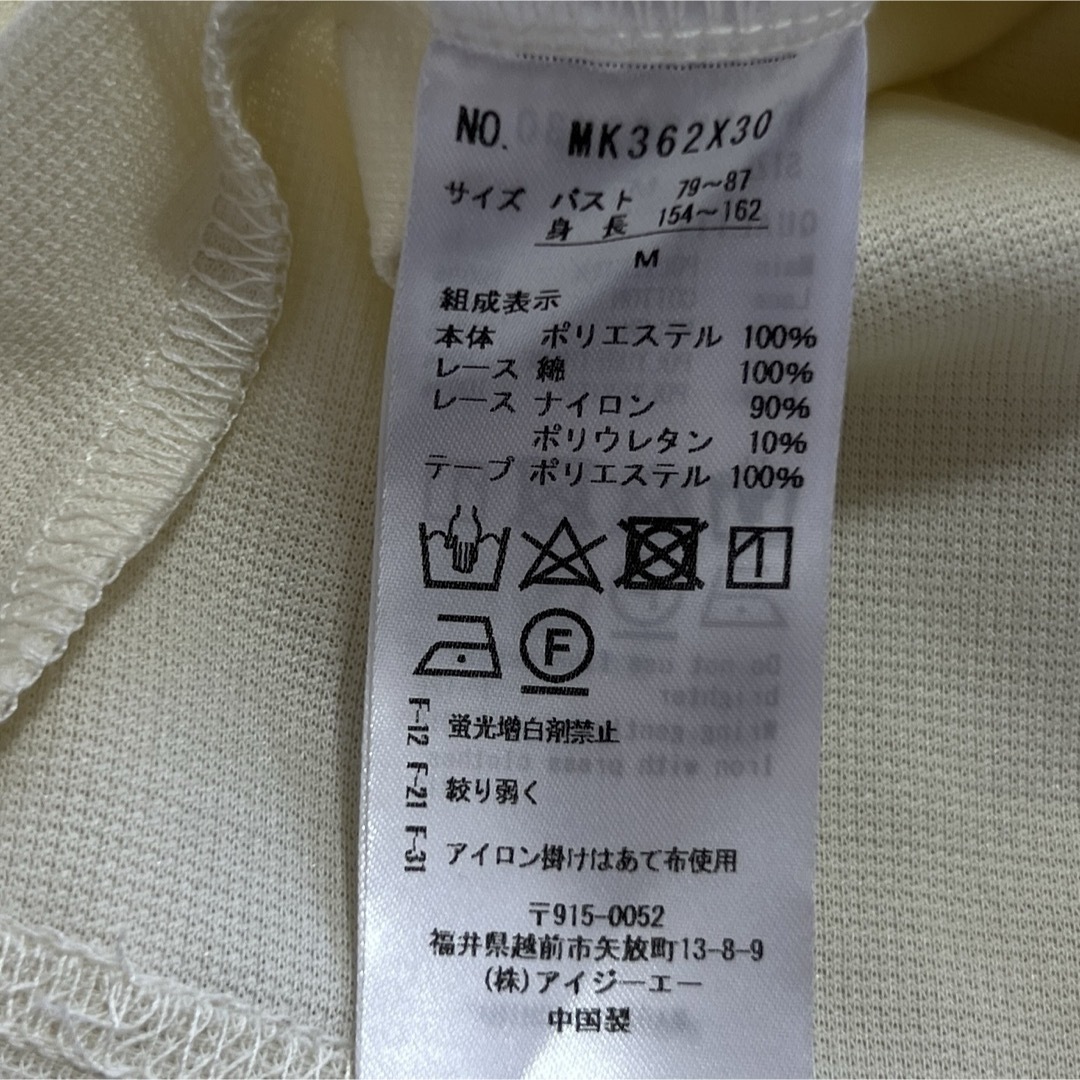 NO. MK362X30
サイズ バスト 79～87
身長 154～162
M
組成表示
本体 ポリエステル 100%
レース 綿 100%
レース ナイロン 90%
ポリウレタン 10%
テープ ポリエステル 100%
F
F-12 蛍光増白剤禁止
F-21 絞り弱く
F-31 アイロン掛けはあて布使用
〒915-0052
福井県越前市矢放町13-8-9
(株)アイジーエー
中国製